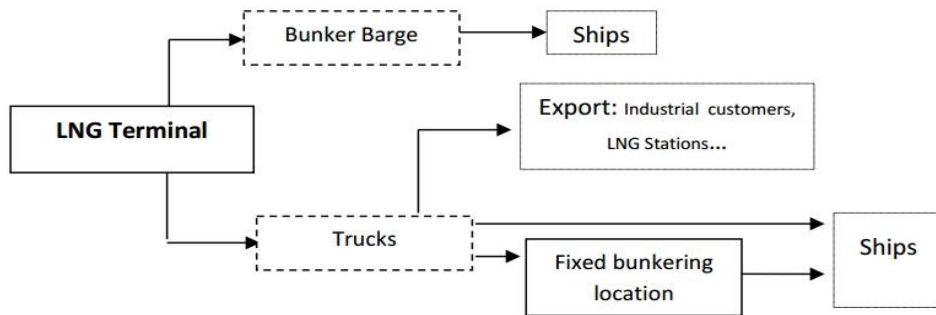 Bunker Barge
Ships
LNG Terminal
Export: Industrial customers,
LNG Stations...
Trucks
Fixed bunkering
location
Ships